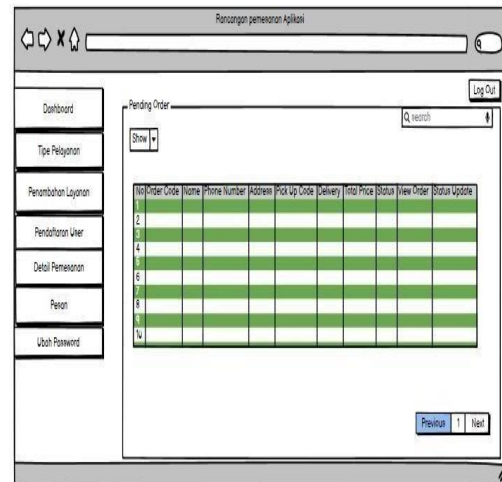 Rancangan pemesanan Aplikasi
Log Out
Dashboard
Tipe Pelayanan
Penambahan Layanan
Pendaftaran User
Detail Pemesanan
Pesan
Ubah Password
Pending Order
search
Show
No Order Code Name Phone Number Address Pick Up Code Delivery Total Price Status View Order Status Update
1
2
3
4
5
6
7
8
9
10
Previous 1 Next